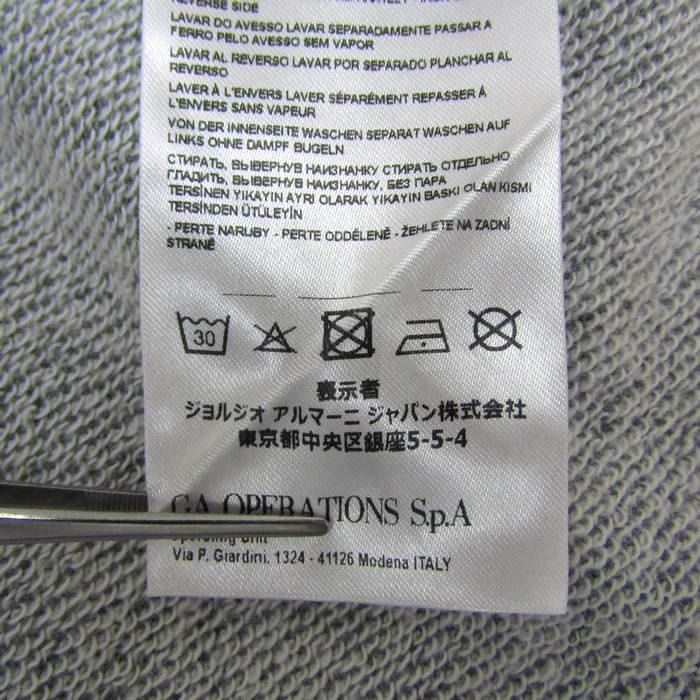 REVERSE SIDE
LAVAR DO AVESSO LAVAR SEPARADAMENTE PASSAR A
FERRO PELO AVESSO SEM VAPOR
LAVAR AL REVERSO LAVAR POR SEPARADO PLANCHAR AL
REVERSO
LAVER À L'ENVERS LAVER SÉPARÉMENT REPASSER À
L'ENVERS SANS VAPEUR
VON DER INNENSEITE WASCHEN SEPARAT WASCHEN AUF
LINKS OHNE DAMPF BUGELN
СТИРАТЬ, ВЫВЕРНУВ НАИЗНАНКУ СТИРАТЬ ОТДЕЛЬНО
ГЛАДИТЬ, ВЫВЕРНУВ НАИЗНАНКУ, БЕЗ ПАРА
TERSİNEN YIKAYIN AYRI OLARAK YIKAYIN BASKI OLAN KISMI
TERSİNDEN ÜTÜLEYİN
- PERTE NARUBY - PERTE ODDĚLENĚ - ŽEHLETE NA ZADNÍ
STRANĚ
30
表示者
ジョルジオ アルマーニ ジャパン株式会社
東京都中央区銀座5-5-4
GA OPERATIONS S.p.A
Operating Unit
Via P. Giardini, 1324 - 41126 Modena ITALY